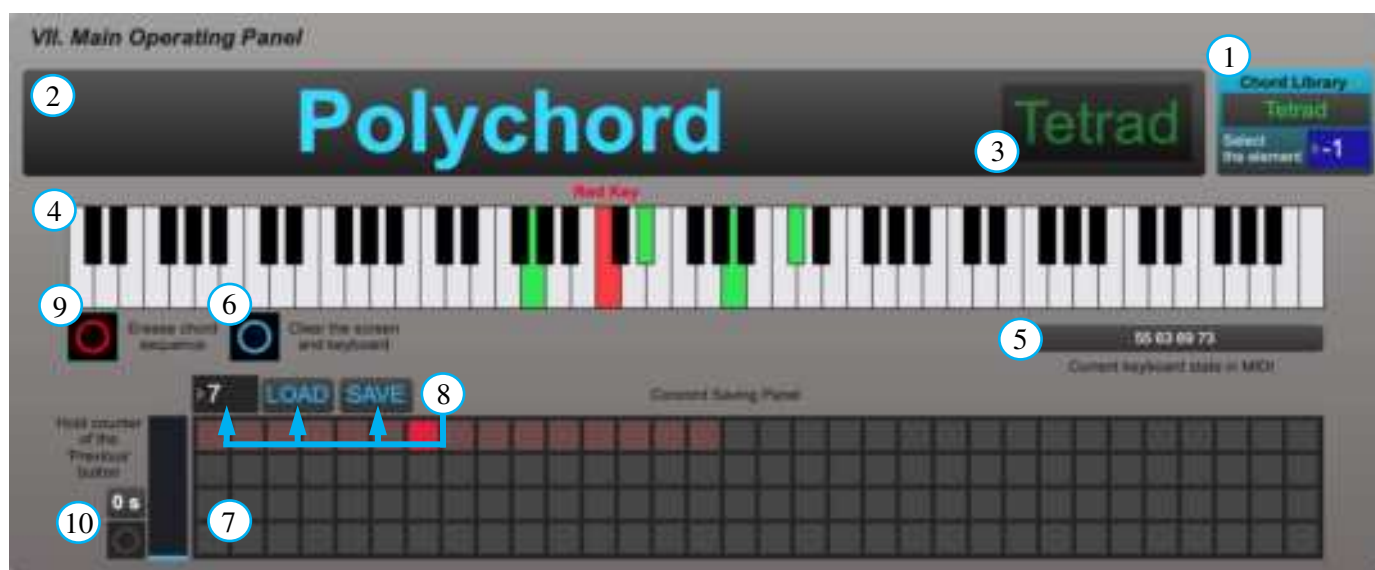 VII. Main Operating Panel
1
Chord Library
2
Polychord
Tetrad
Tetrad
3
Select
the element
-1
Red Key
4
9
6
Erease chord
sequence
Clear the screen
and keyboard
5
55 63 69 73
Current keyboard state in MIDI
7
LOAD
SAVE
8
Concord Saving Panel
Hold counter
of the
'Previous'
button
0 s
10
7